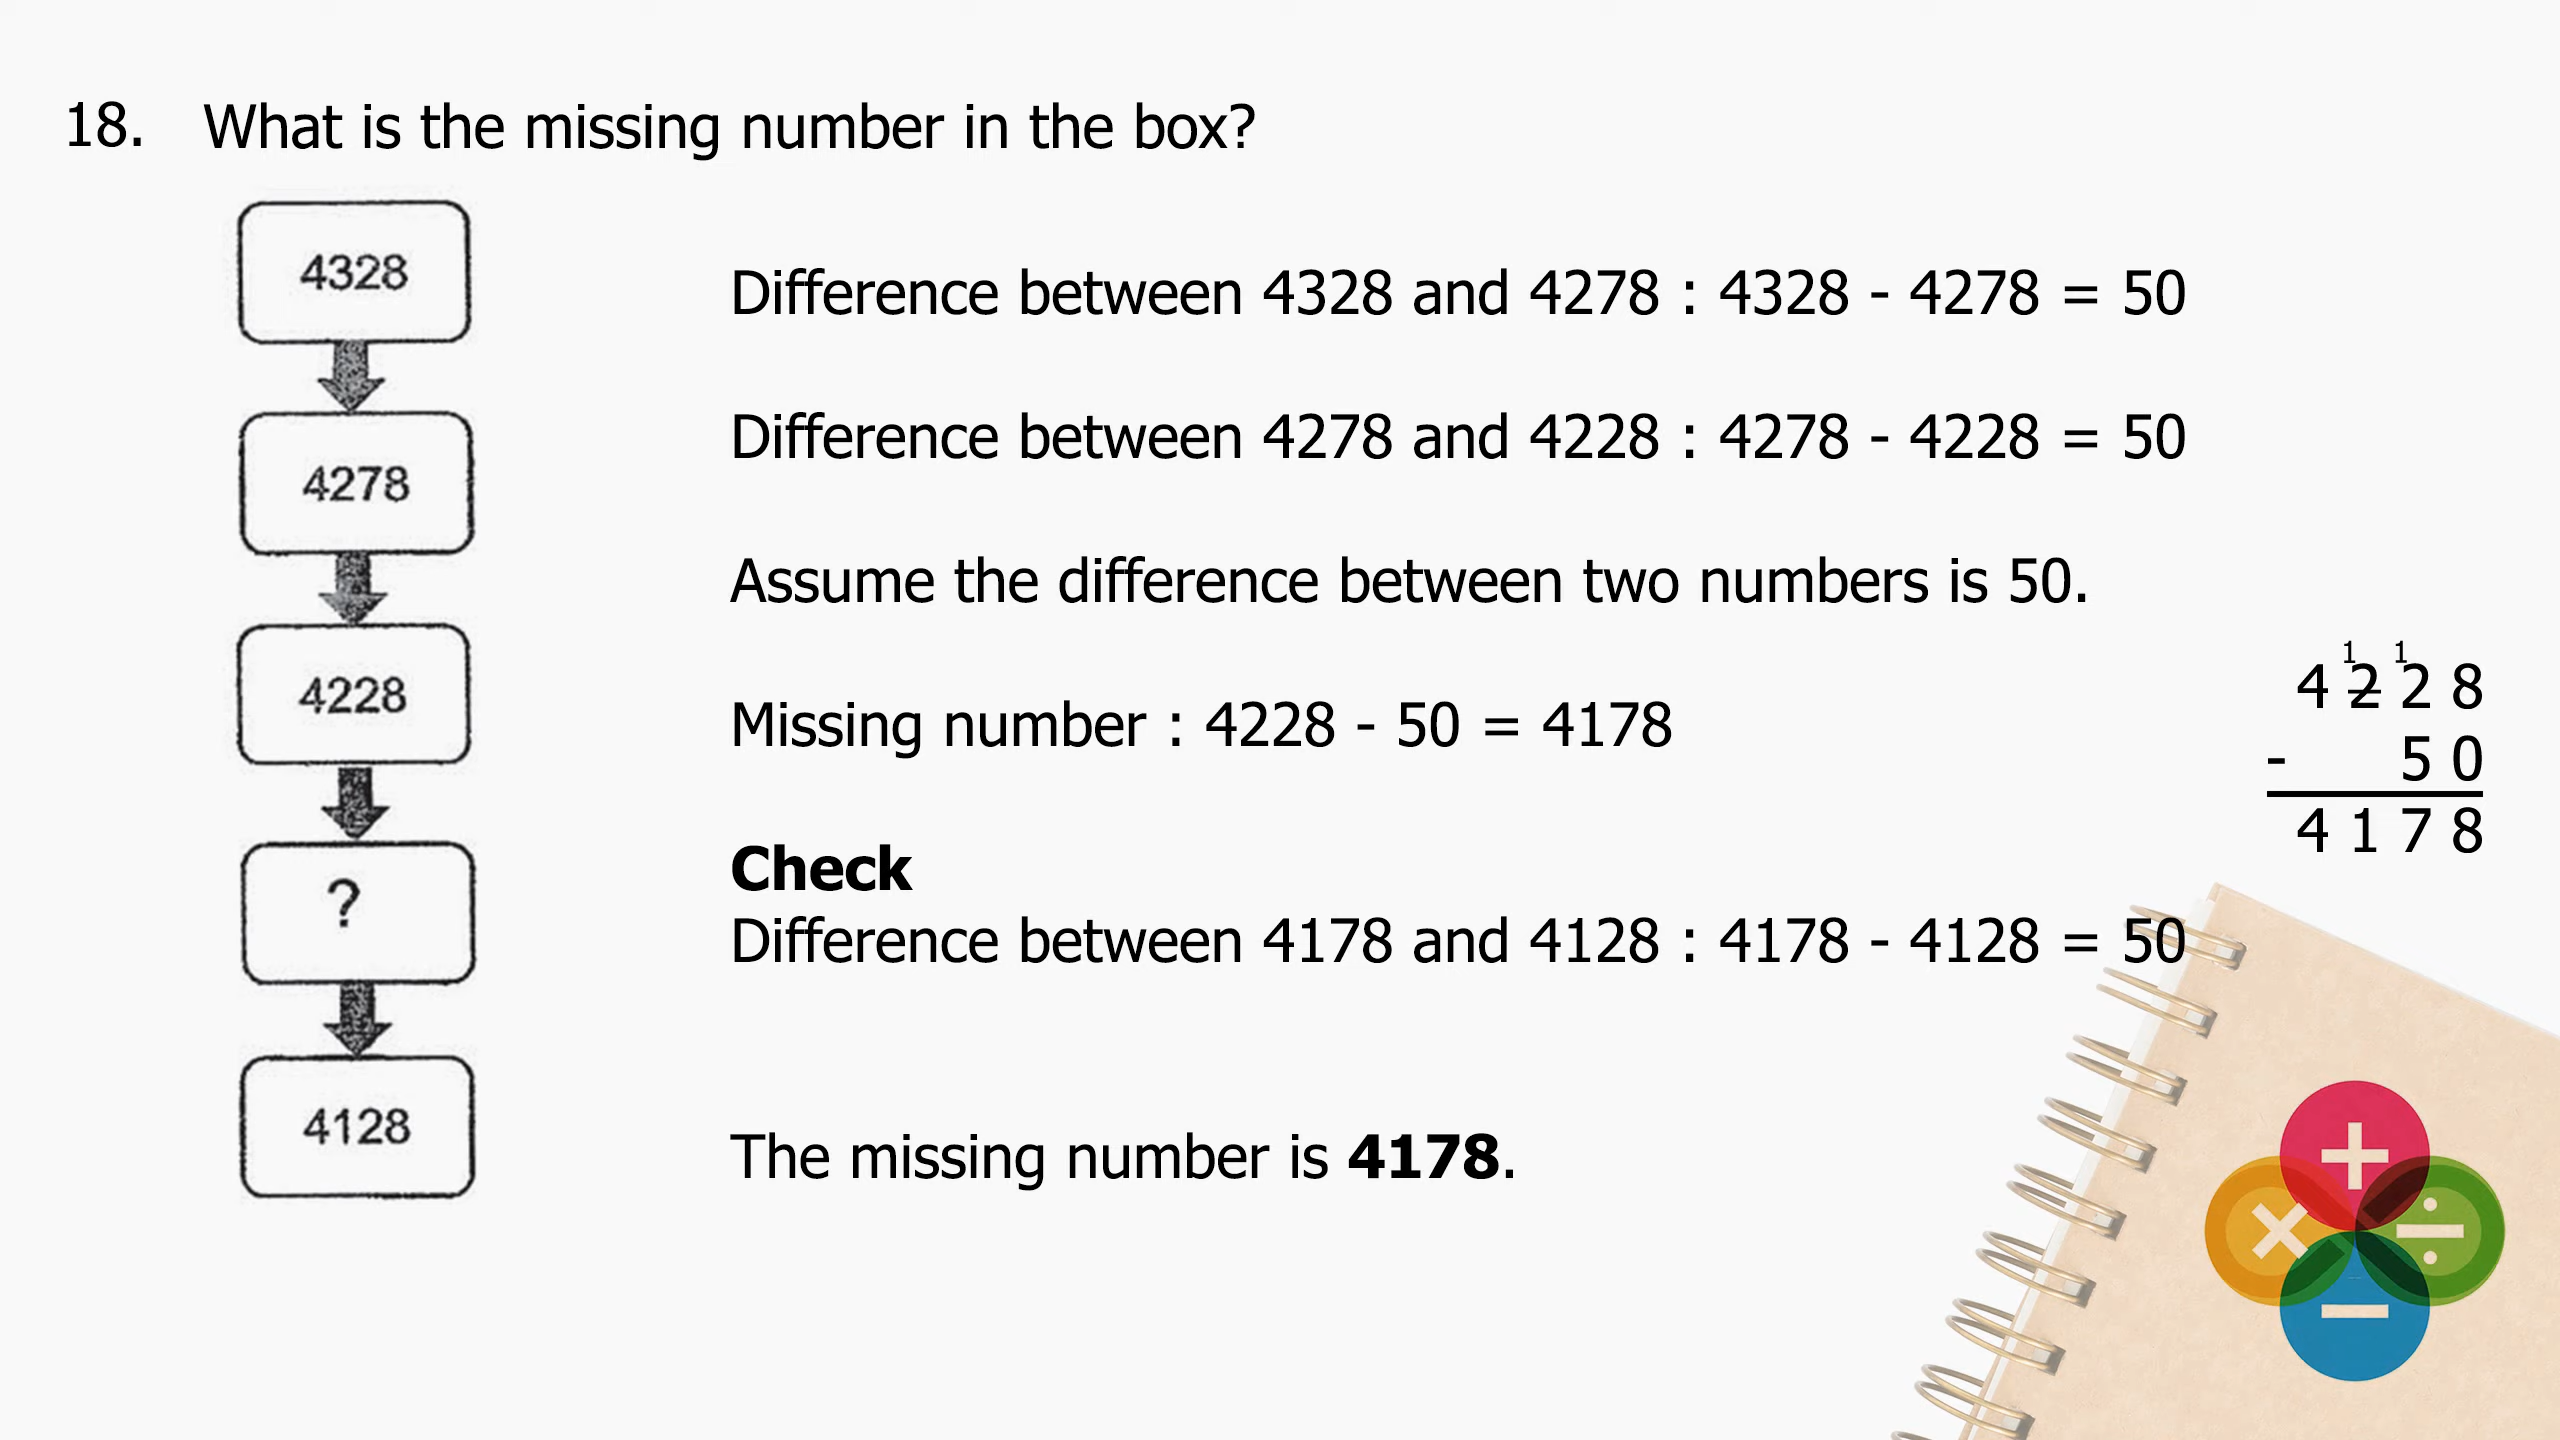 18. What is the missing number in the box?
4328
4278
4228
?
4128
Difference between 4328 and 4278 : 4328 - 4278 = 50
Difference between 4278 and 4228 : 4278 - 4228 = 50
Assume the difference between two numbers is 50.
Missing number : 4228 - 50 = 4178
1 1
4 2 2 8
- 5 0
4 1 7 8
Check
Difference between 4178 and 4128 : 4178 - 4128 = 50
The missing number is 4178.
+
× ÷
−